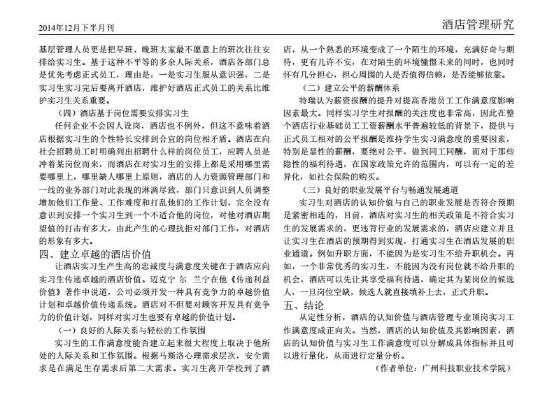 2014年12月下半月刊
酒店管理研究
基层管理人员更是把早班、晚班大家最不愿意上的班次往往安
排给实习生。基于这种不平等的多余人际关系，酒店各部门总
是优先考虑正式员工，理由是：一是实习生服从意识强，二是
实习生实习完后要离开酒店，维护好酒店正式员工的关系比维
护实习生关系重要。
（四）酒店基于岗位需要安排实习生
任何企业不会因人设岗，酒店也不例外，但这不意味着酒
店根据实习生的个性特长安排到合宜的岗位相矛盾。酒店在向
社会招聘员工时明确列出招聘什么样的岗位员工，应聘人员是
冲着某岗位而来，而酒店在对实习生的安排上都是采用哪里需
要哪里上，哪里缺人哪里上原则，酒店的人力资源管理部门和
一线的业务部门对此表现的淋漓尽致，部门只意识到人员调整
增加他们工作量、工作难度和打乱他们的工作计划，完全没有
意识到安排一个实习生到一个不适合他的岗位，对他对酒店期
望值的打击有多大，由此产生的心理抗拒对部门工作，对酒店
的形象有多大。
四、建立卓越的酒店价值
让酒店实习生产生高的忠诚度与满意度关键在于酒店应向
实习生传递卓越的酒店价值。迈克宁 尔 兰宁在他《传递利益
价值》著作中说道，公司必须开发一种具有竞争力的卓越价值
计划和卓越价值传递系统。酒店对不但要对顾客开发具有竞争
力的价值计划，同样对实习生也要有卓越的价值计划。
（一）良好的人际关系与轻松的工作氛围
实习生的工作满意度能否建立起来很大程度上取决于他所
处的人际关系和工作氛围。根据马斯洛心理需求层次，安全需
求是在满足生存需求后第二大需求。实习生离开学校到了酒
店，从一个熟悉的环境变成了一个陌生的环境，充满好奇与期
待，更有几许不安，在对陌生的环境憧憬未来的同时，也同时
怀有几分担心，担心周围的人是否值得信赖，是否能够依靠。
（二）建立公平的薪酬体系
特瑞认为薪资报酬的提升对提高香港员工工作满意度影响
因素最大。同样实习学生对报酬的关注度也非常高，因此在整
个酒店行业基础员工工资薪酬水平普遍较低的背景下，提供与
正式员工相对的公平报酬是维持学生实习满意度的重要因素，
特别是显性的薪酬，要绝对公平，做到同工同酬，而对于那些
隐性的福利待遇，在国家政策允许的范围内，可以有一定的差
异化，如社会保险的购买。
（三）良好的职业发展平台与畅通发展通道
实习生对酒店的认知价值与自己的职业发展是否符合预期
是紧密相连的，目前，酒店对实习生的相关政策是不符合实习
生的发展需求的，更违背行业的发展需求的，酒店应建立并且
让实习生在酒店的预期得到实现，打通实习生在酒店发展的职
业通道。例如升职方面，不能因为是实习生不给升职机会。再
如，一个非常优秀的实习生，不能因为没有岗位就不给升职的
机会，酒店可以先让其享受福利待遇，确定其为某岗位的候选
人，一旦岗位空缺，候选人就直接填补上去，正式升职。
五、结论
从定性分析，酒店的认知价值与酒店管理专业顶岗实习工
作满意度成正向关。当然，酒店的认知价值及其影响因素，酒
店的认知价值与实习生工作满意度可以分解成具体指标并且可
以进行量化，从而进行定量分析。
（作者单位：广州科技职业技术学院）